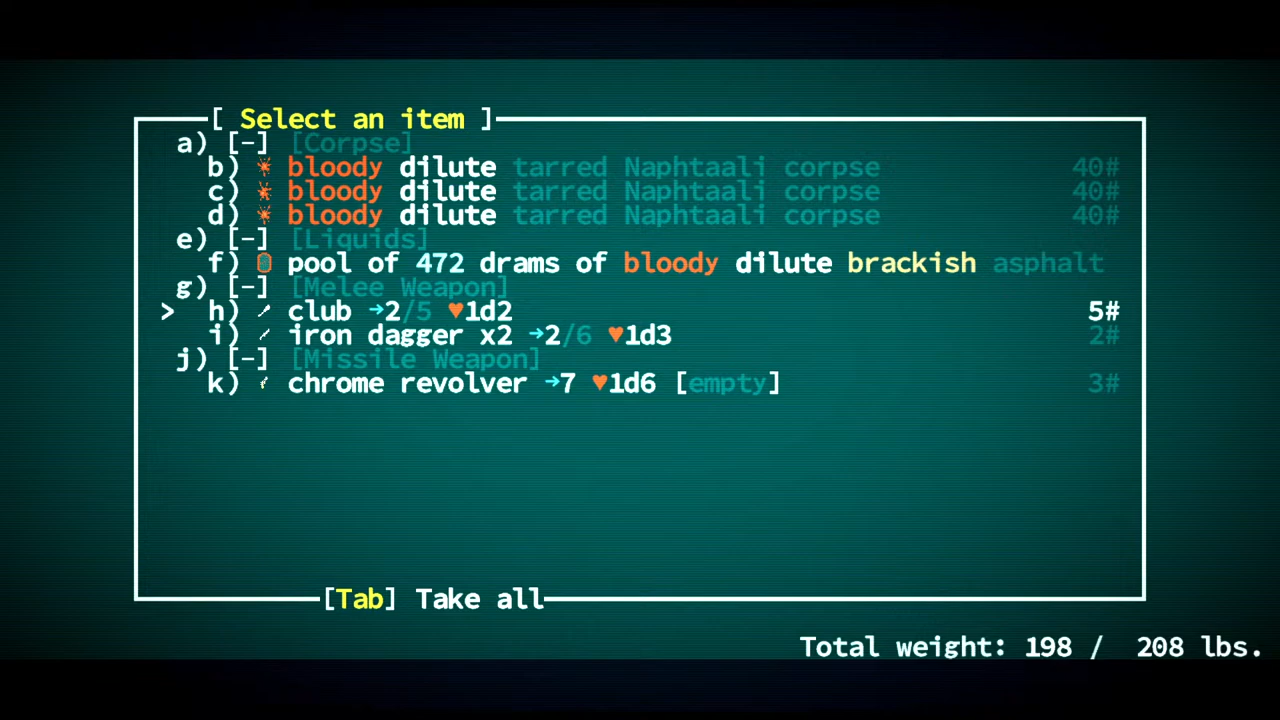 [ Select an item ]
a) [-] [Corpse]
b) bloody dilute tarred Naphtaali corpse 40#
c) bloody dilute tarred Naphtaali corpse 40#
d) bloody dilute tarred Naphtaali corpse 40#
e) [-] [Liquids]
f) pool of 472 drams of bloody dilute brackish asphalt
g) [-] [Melee Weapon]
> h) club →2/5 ♥1d2 5#
i) iron dagger x2 →2/6 ♥1d3 2#
j) [-] [Missile Weapon]
k) chrome revolver →7 ♥1d6 [empty] 3#
[Tab] Take all
Total weight: 198 / 208 lbs.